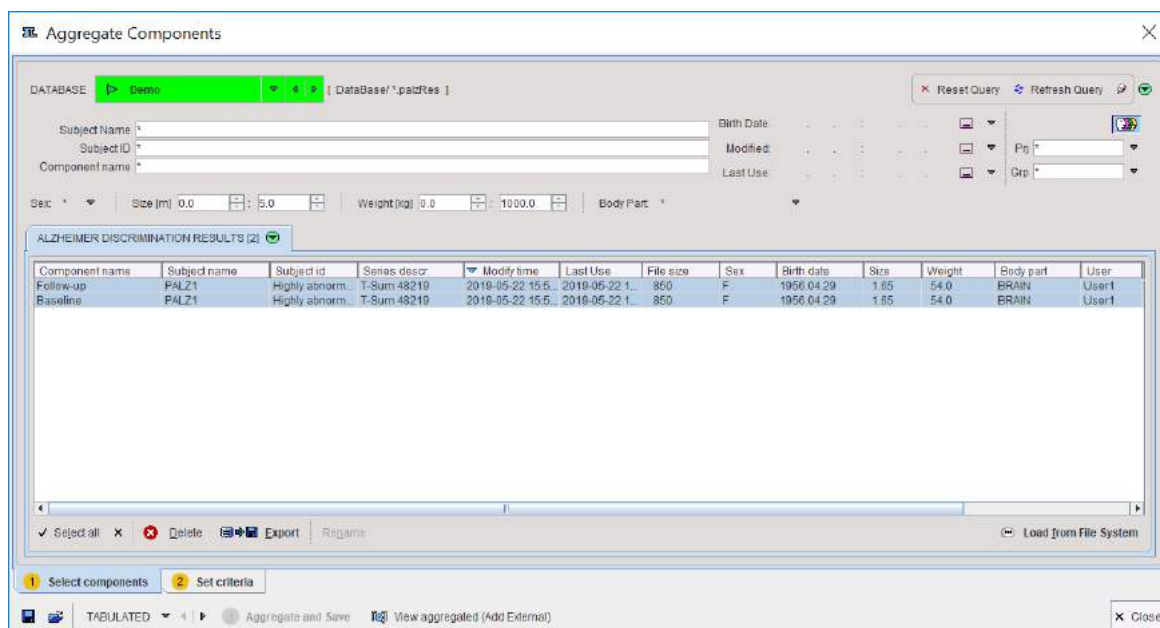 Aggregate Components
DATABASE Demo [ DataBase/ *.palzRes ] Reset Query Refresh Query
Subject Name * Birth Date:
Subject ID * Modified: Prj *
Component name * Last Use: Grp *
Sex: * Size [m] 0.0 : 5.0 Weight [kg] 0.0 : 1000.0 Body Part: *
ALZHEIMER DISCRIMINATION RESULTS [2]
Component name Subject name Subject id Series descr. Modify time Last Use File size Sex Birth date Size Weight Body part User
Follow-up PALZ1 Highly abnorm... T-Sum 48219 2019-05-22 15:5... 2019-05-22 1... 850 F 1956.04.29 1.65 54.0 BRAIN User1
Baseline PALZ1 Highly abnorm... T-Sum 48219 2019-05-22 15:5... 2019-05-22 1... 850 F 1956.04.29 1.65 54.0 BRAIN User1
Select all Delete Export Rename Load from File System
1 Select components 2 Set criteria
TABULATED Aggregate and Save View aggregated (Add External) Close